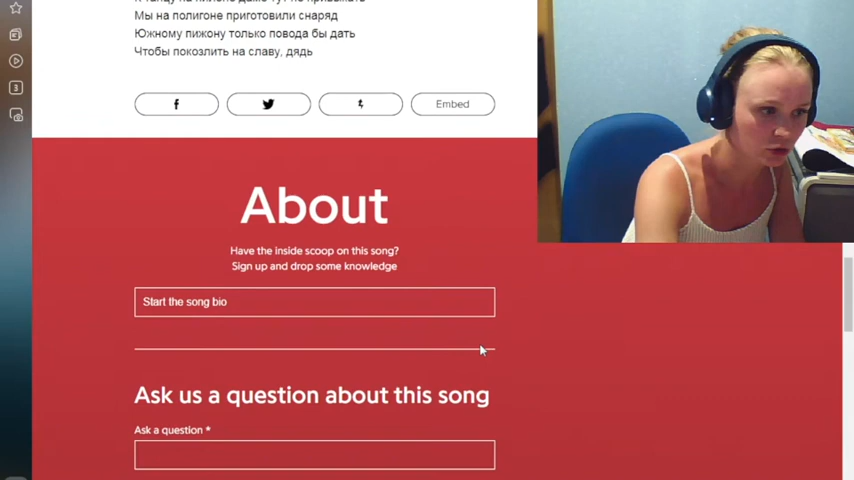 Мы на полигоне приготовили снаряд
Южному пижону только повода бы дать
Чтобы покозлить на славу, дядь
Embed
3
About
Have the inside scoop on this song?
Sign up and drop some knowledge
Start the song bio
Ask us a question about this song
Ask a question *